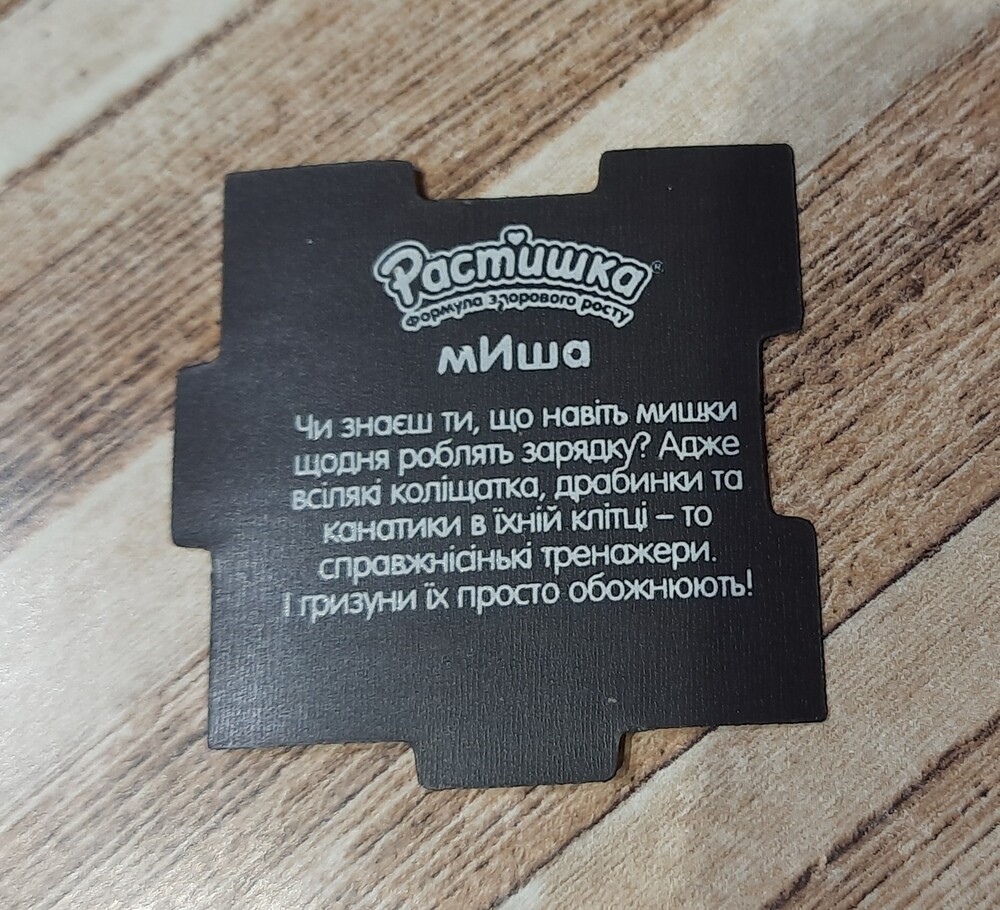 Растишка®
формула здорового росту
мИша
Чи знаєш ти, що навіть мишки
щодня роблять зарядку? Адже
всілякі коліщатка, драбинки та
канатики в їхній клітці – то
справжнісінькі тренажери.
І гризуни їх просто обожнюють!